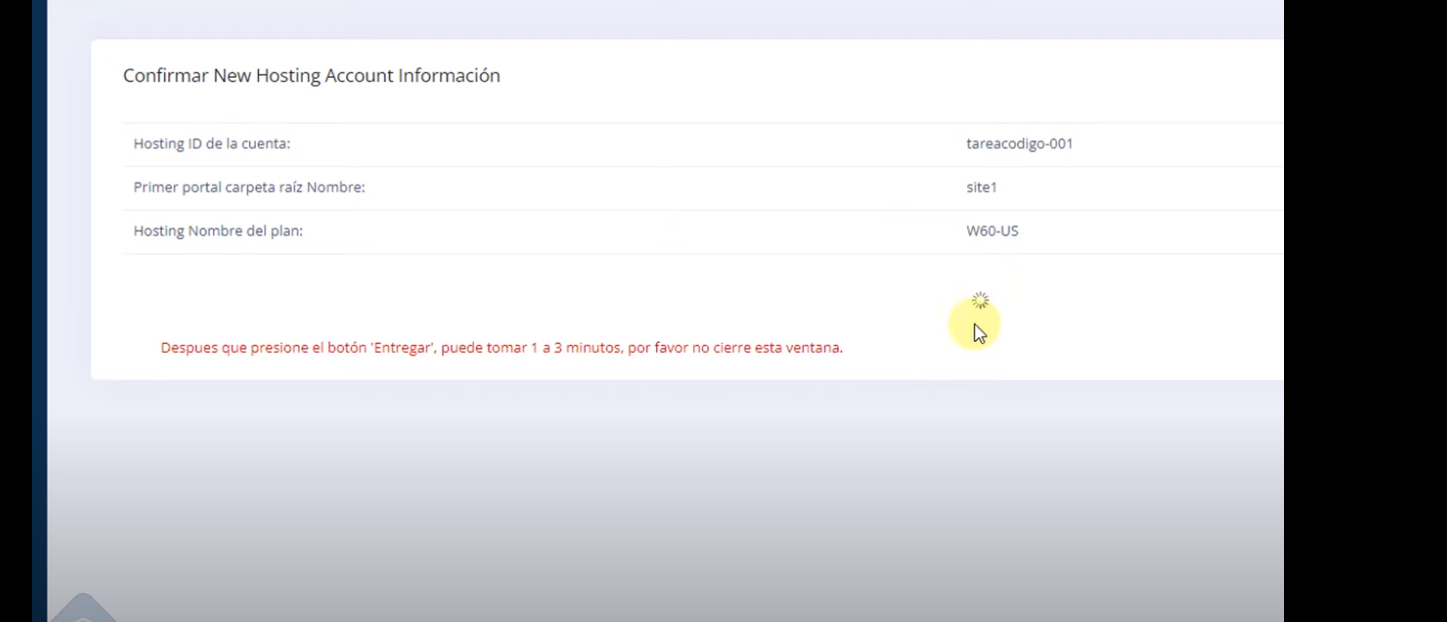 Confirmar New Hosting Account Información
Hosting ID de la cuenta: tareacodigo-001
Primer portal carpeta raíz Nombre: site1
Hosting Nombre del plan: W60-US
Despues que presione el botón 'Entregar', puede tomar 1 a 3 minutos, por favor no cierre esta ventana.